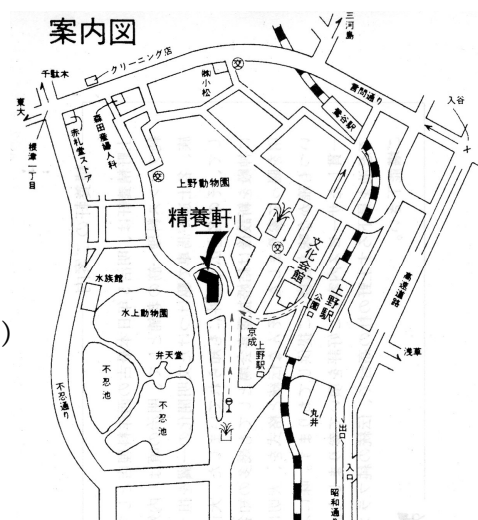 案内図
三河島
千駄木
クリーニング店
東大
㈱小松
交
言問通り
入谷
鶯谷駅
森田産婦人科
赤札堂ストア
根津一丁目
交
上野動物園
精養軒
文化会館
交
上野駅
公園口
高速道路
水族館
水上動物園
京成
上野駅口
浅草
弁天堂
不忍池
不忍通り
不忍池
丸井
出口
入口
昭和通り
)